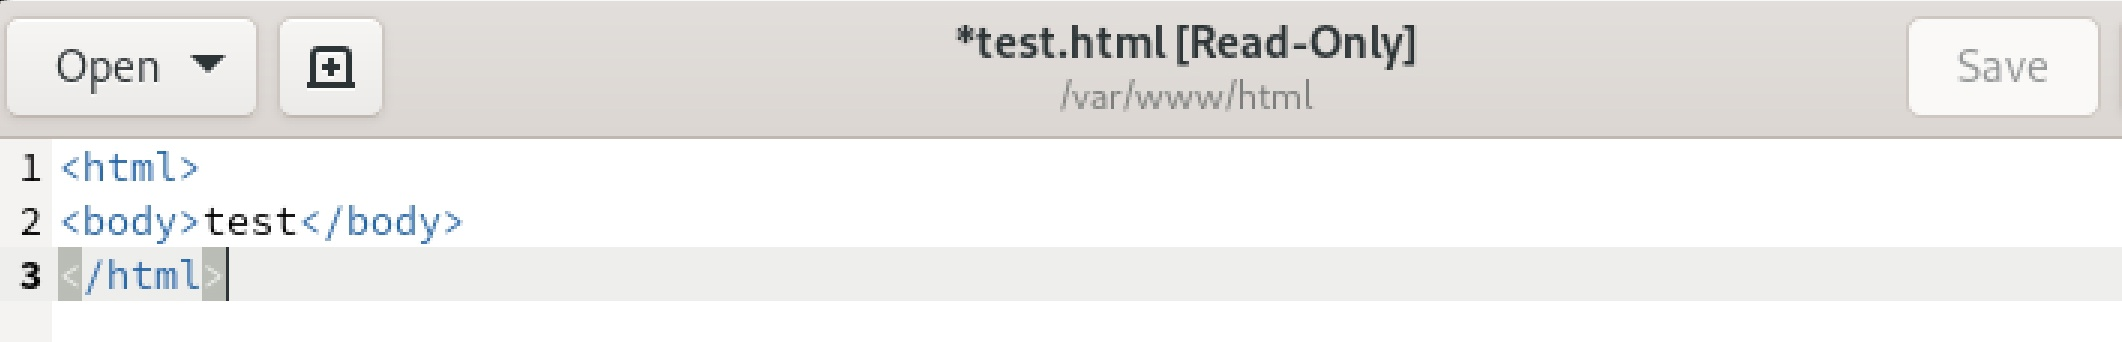 Open
*test.html [Read-Only]
/var/www/html
Save
1 <html>
2 <body>test</body>
3 </html>